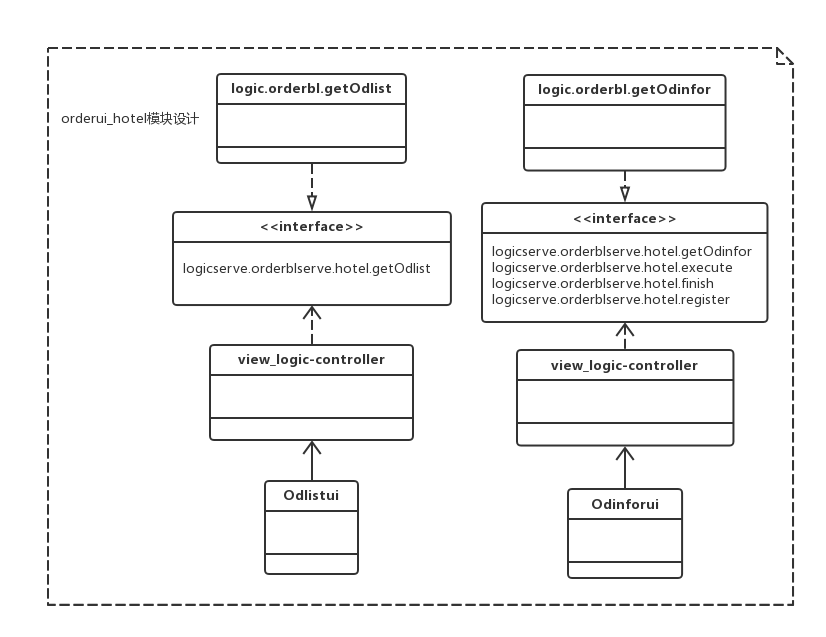 orderui_hotel模块设计
logic.orderbl.getOdlist
<<interface>>
logicserve.orderblserve.hotel.getOdlist
view_logic-controller
Odlistui
logic.orderbl.getOdinfor
<<interface>>
logicserve.orderblserve.hotel.getOdinfor
logicserve.orderblserve.hotel.execute
logicserve.orderblserve.hotel.finish
logicserve.orderblserve.hotel.register
view_logic-controller
Odinforui